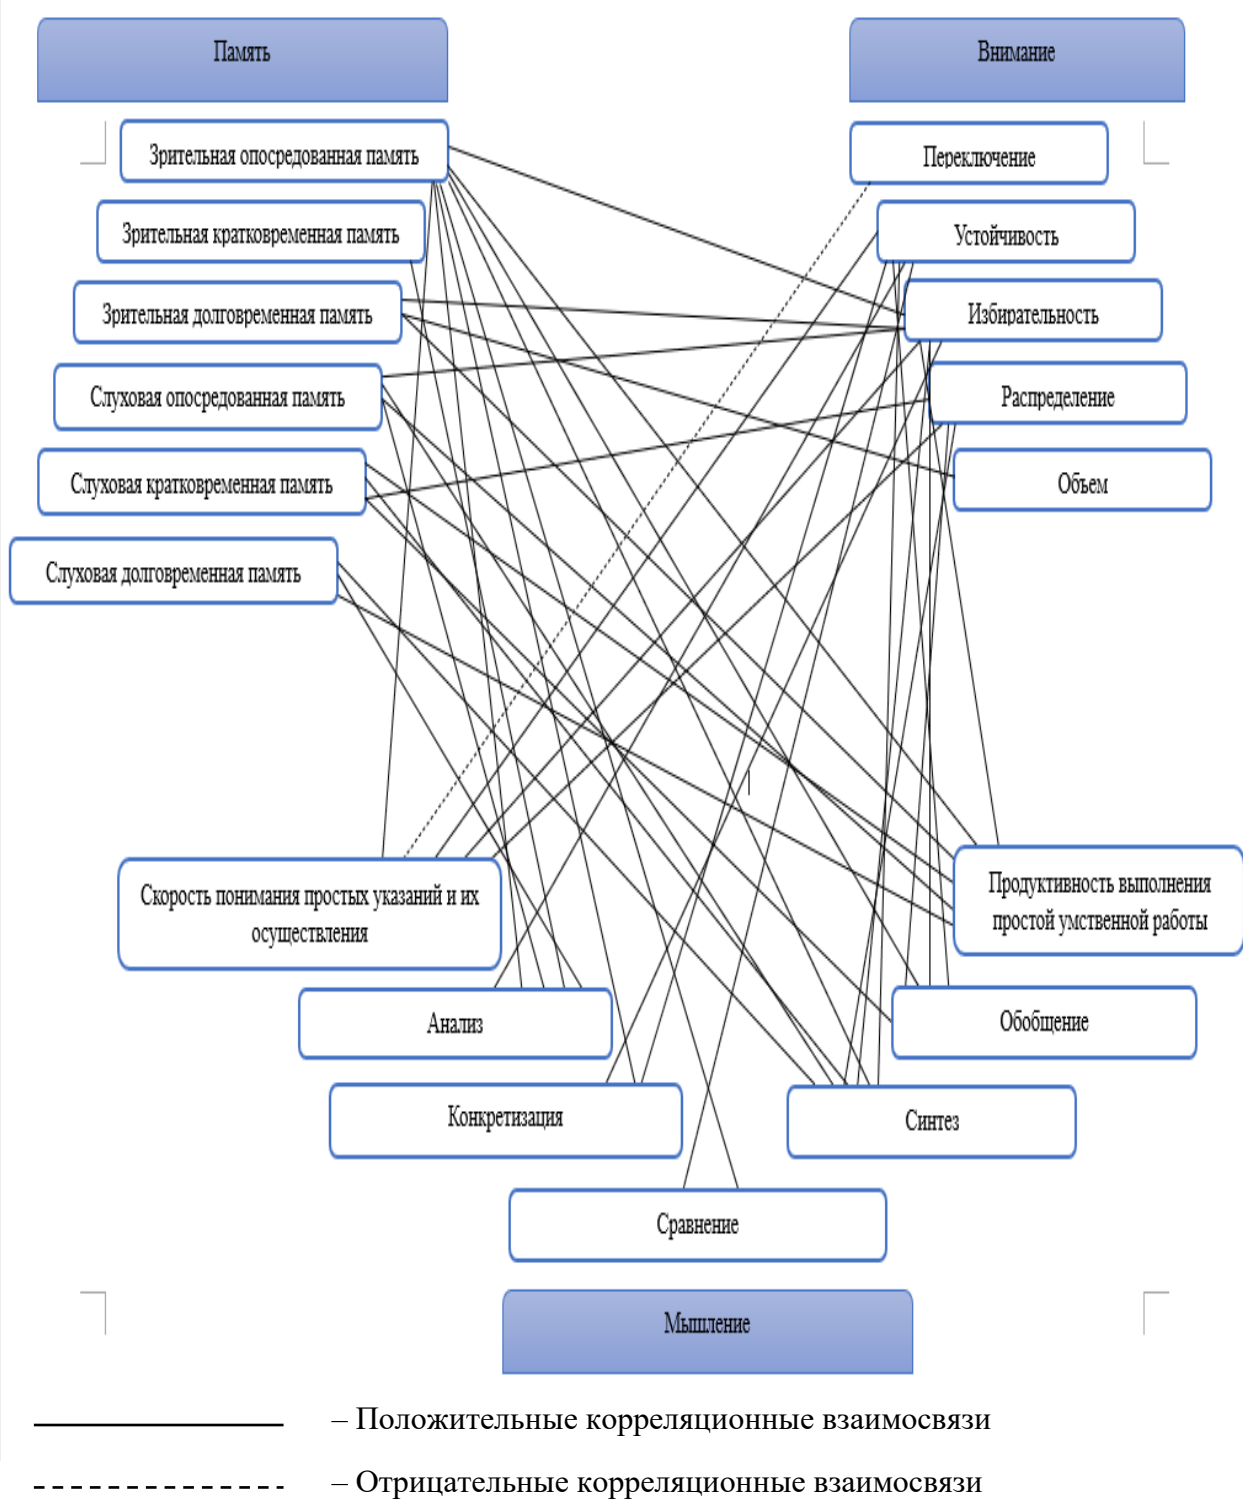 Память
Внимание
Зрительная опосредованная память
Переключение
Зрительная кратковременная память
Устойчивость
Зрительная долговременная память
Избирательность
Слуховая опосредованная память
Распределение
Слуховая кратковременная память
Объем
Слуховая долговременная память
Скорость понимания простых указаний и их
осуществления
Продуктивность выполнения
простой умственной работы
Анализ
Обобщение
Конкретизация
Синтез
Сравнение
Мышление
– Положительные корреляционные взаимосвязи
– Отрицательные корреляционные взаимосвязи